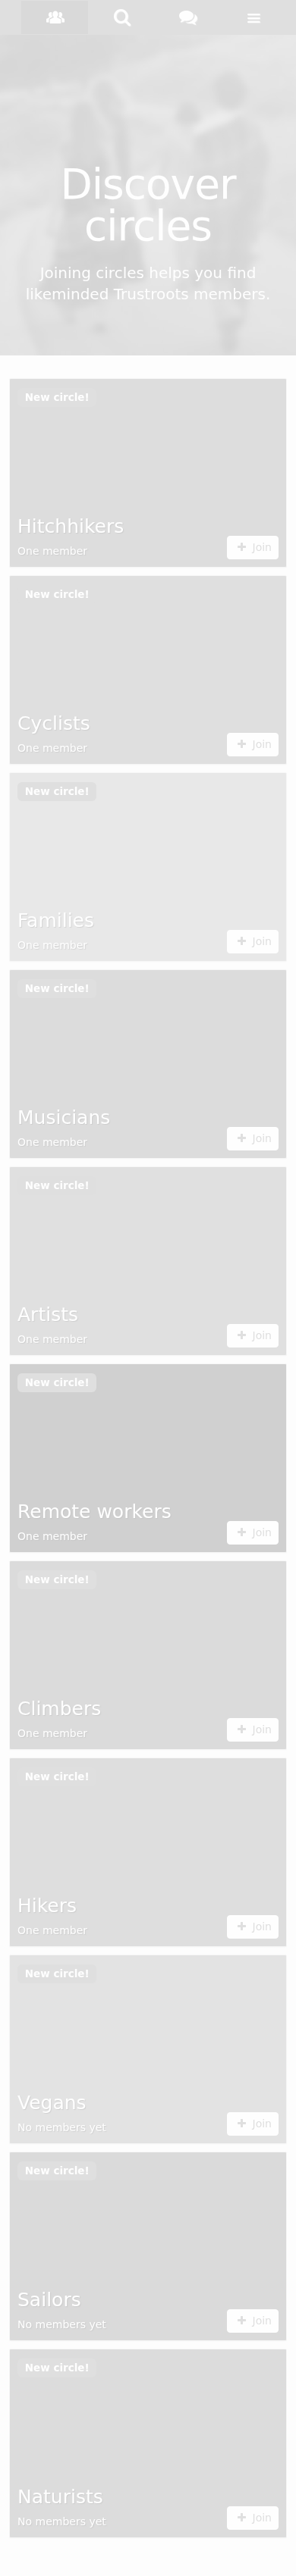 Discover
circles
Joining circles helps you find
likeminded Trustroots members.
New circle!
Hitchhikers
One member
Join
New circle!
Cyclists
One member
Join
New circle!
Families
One member
Join
New circle!
Musicians
One member
Join
New circle!
Artists
One member
Join
New circle!
Remote workers
One member
Join
New circle!
Climbers
One member
Join
New circle!
Hikers
One member
Join
New circle!
Vegans
No members yet
Join
New circle!
Sailors
No members yet
Join
New circle!
Naturists
No members yet
Join